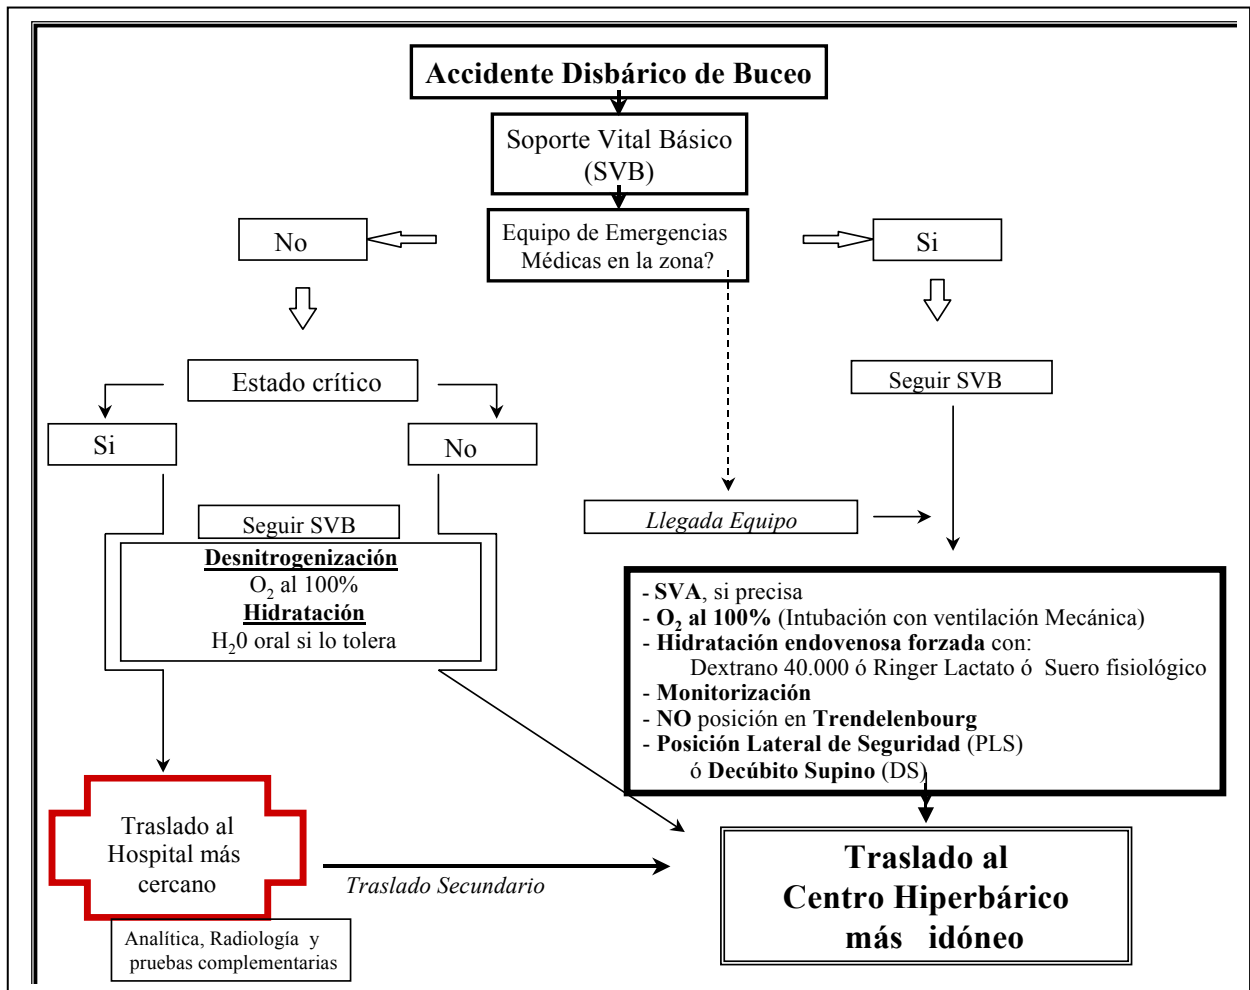 Accidente Disbárico de Buceo
Soporte Vital Básico
(SVB)
Equipo de Emergencias
Médicas en la zona?
No
Si
Estado crítico
Seguir SVB
Si
No
Llegada Equipo
Seguir SVB
Desnitrogenización
O2 al 100%
Hidratación
H20 oral si lo tolera
- SVA, si precisa
- O2 al 100% (Intubación con ventilación Mecánica)
- Hidratación endovenosa forzada con:
Dextrano 40.000 ó Ringer Lactato ó Suero fisiológico
- Monitorización
- NO posición en Trendelenbourg
- Posición Lateral de Seguridad (PLS)
ó Decúbito Supino (DS)
Traslado al
Hospital más
cercano
Traslado Secundario
Analítica, Radiología y
pruebas complementarias
Traslado al
Centro Hiperbárico
más idóneo